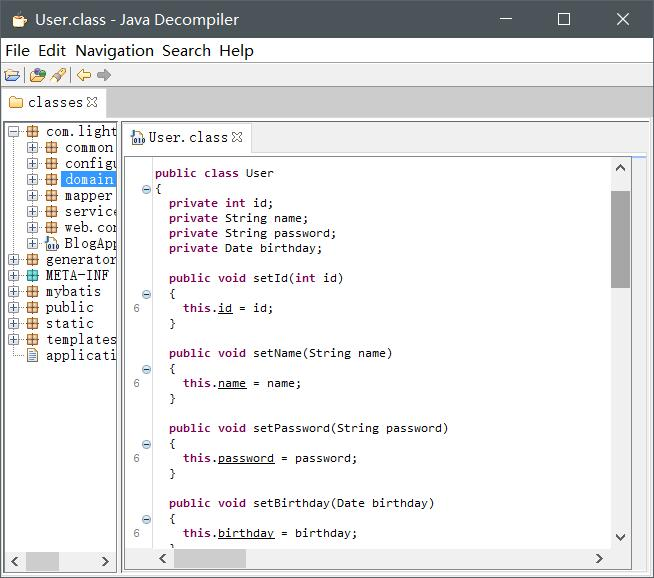 User.class - Java Decompiler
File Edit Navigation Search Help
classes
com.light
common
configu
domain
mapper
service
web.con
BlogApp
generator
META-INF
mybatis
public
static
templates
applicati
User.class
public class User
{
private int id;
private String name;
private String password;
private Date birthday;
public void setId(int id)
{
6 this.id = id;
}
public void setName(String name)
{
6 this.name = name;
}
public void setPassword(String password)
{
6 this.password = password;
}
public void setBirthday(Date birthday)
{
6 this.birthday = birthday;
}